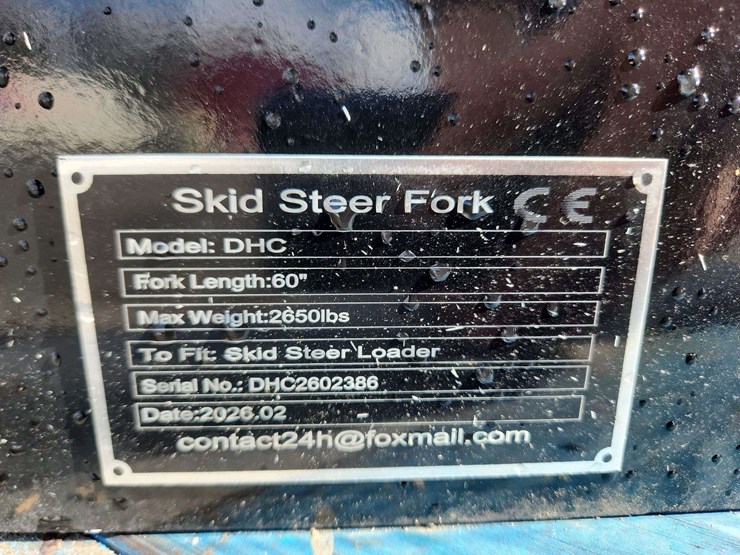 Skid Steer Fork CE
Model: DHC
Fork Length:60"
Max Weight:2650lbs
To Fit: Skid Steer Loader
Serial No.: DHC2602386
Date:2026.02
contact24h@foxmail.com